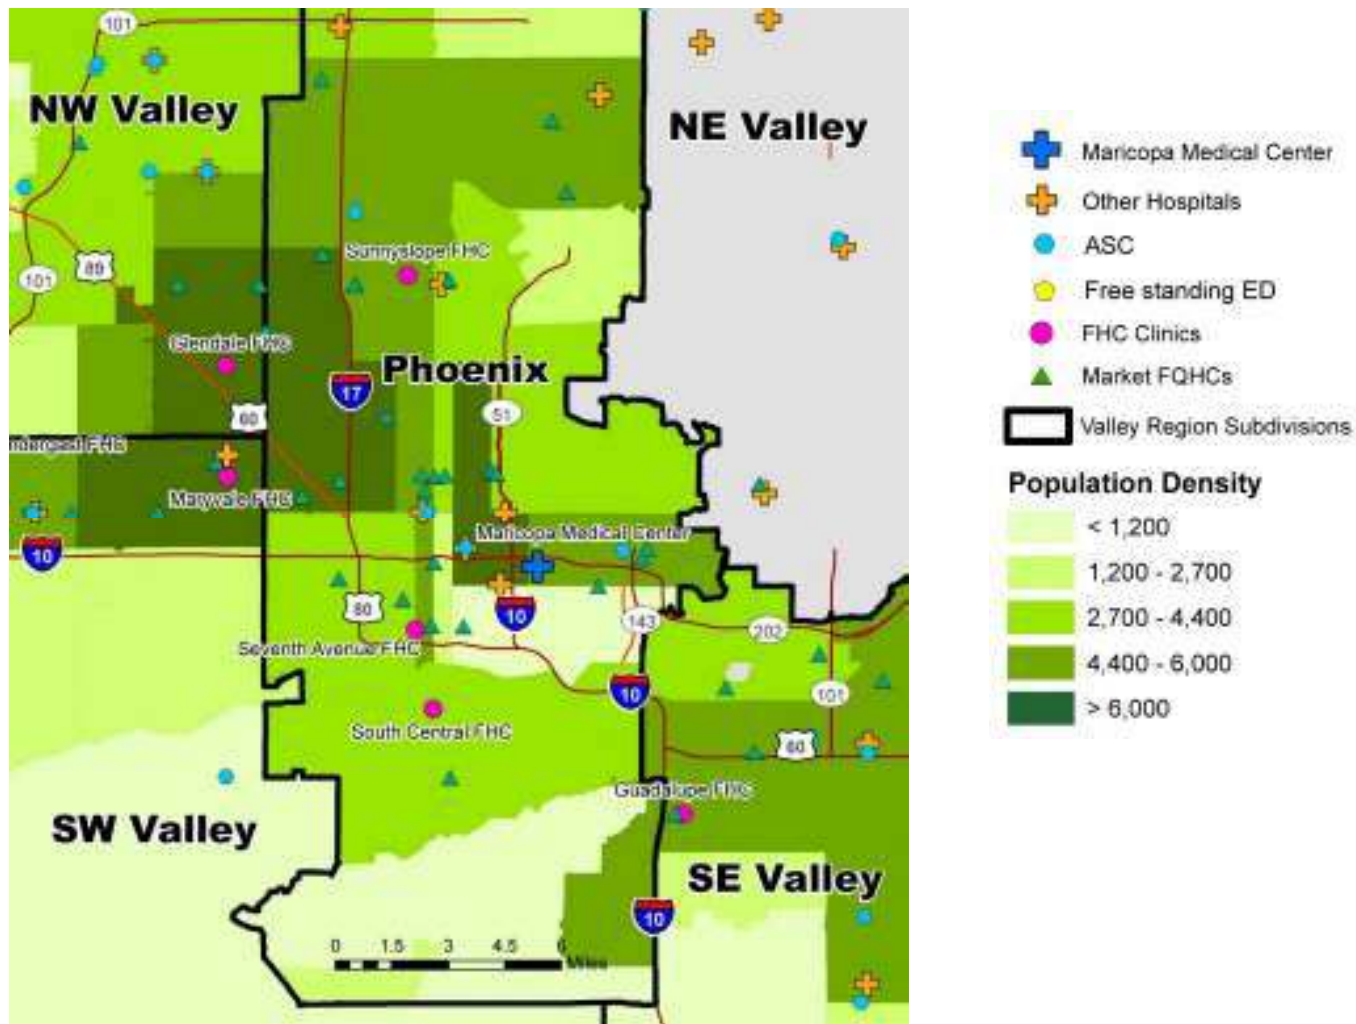 101
NW Valley
NE Valley
101
89
Sunnyslope FHC
Glendale FHC
Phoenix
17
60
51
FHC
Maryvale FHC
Maricopa Medical Center
10
80
10
143
202
Seventh Avenue FHC
10
101
South Central FHC
60
Guadalupe FHC
SW Valley
SE Valley
10
0 1.5 3 4.5 6
Miles
Maricopa Medical Center
Other Hospitals
ASC
Free standing ED
FHC Clinics
Market FQHCs
Valley Region Subdivisions
Population Density
< 1,200
1,200 - 2,700
2,700 - 4,400
4,400 - 6,000
> 6,000